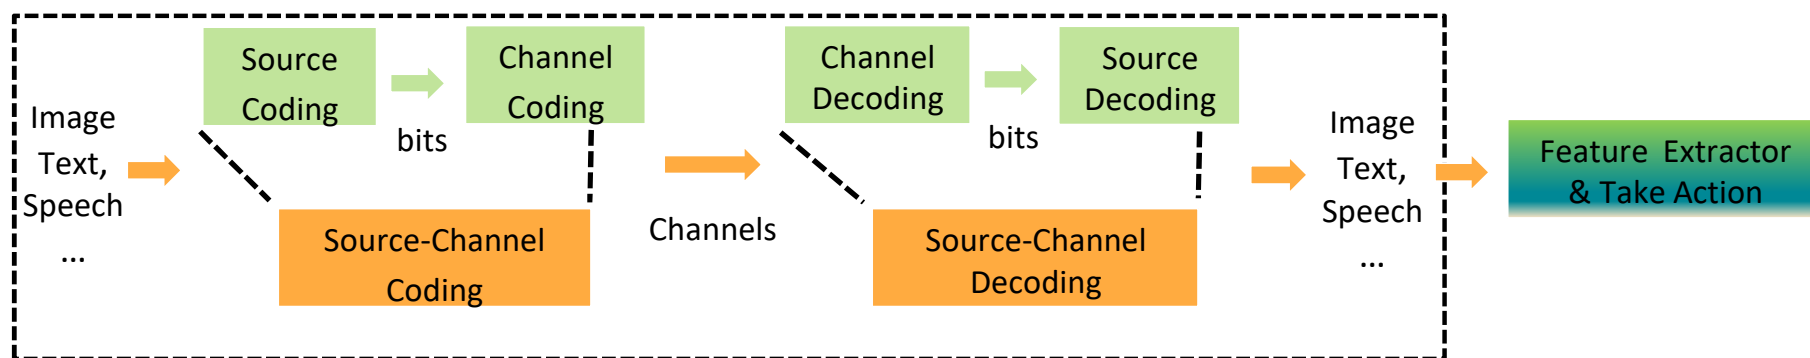 Image
Text,
Speech
...
Source
Coding
bits
Channel
Coding
Source-Channel
Coding
Channels
Channel
Decoding
bits
Source
Decoding
Source-Channel
Decoding
Image
Text,
Speech
...
Feature Extractor
& Take Action